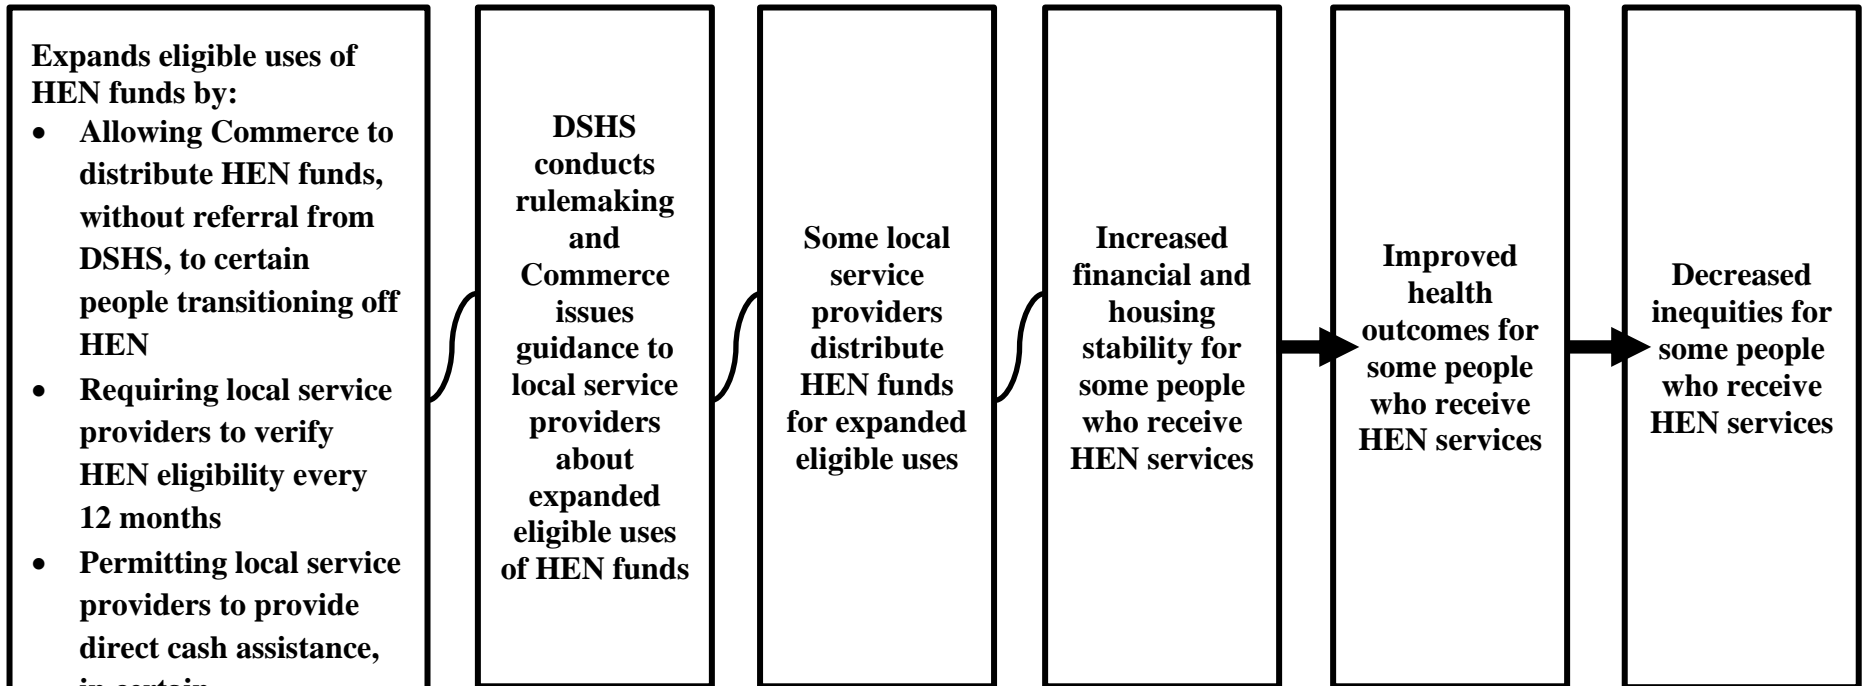 Expands eligible uses of
HEN funds by:
• Allowing Commerce to
distribute HEN funds,
without referral from
DSHS, to certain
people transitioning off
HEN
• Requiring local service
providers to verify
HEN eligibility every
12 months
• Permitting local service
providers to provide
direct cash assistance,
in certain
DSHS
conducts
rulemaking
and
Commerce
issues
guidance to
local service
providers
about
expanded
eligible uses
of HEN funds
Some local
service
providers
distribute
HEN funds
for expanded
eligible uses
Increased
financial and
housing
stability for
some people
who receive
HEN services
Improved
health
outcomes for
some people
who receive
HEN services
Decreased
inequities for
some people
who receive
HEN services